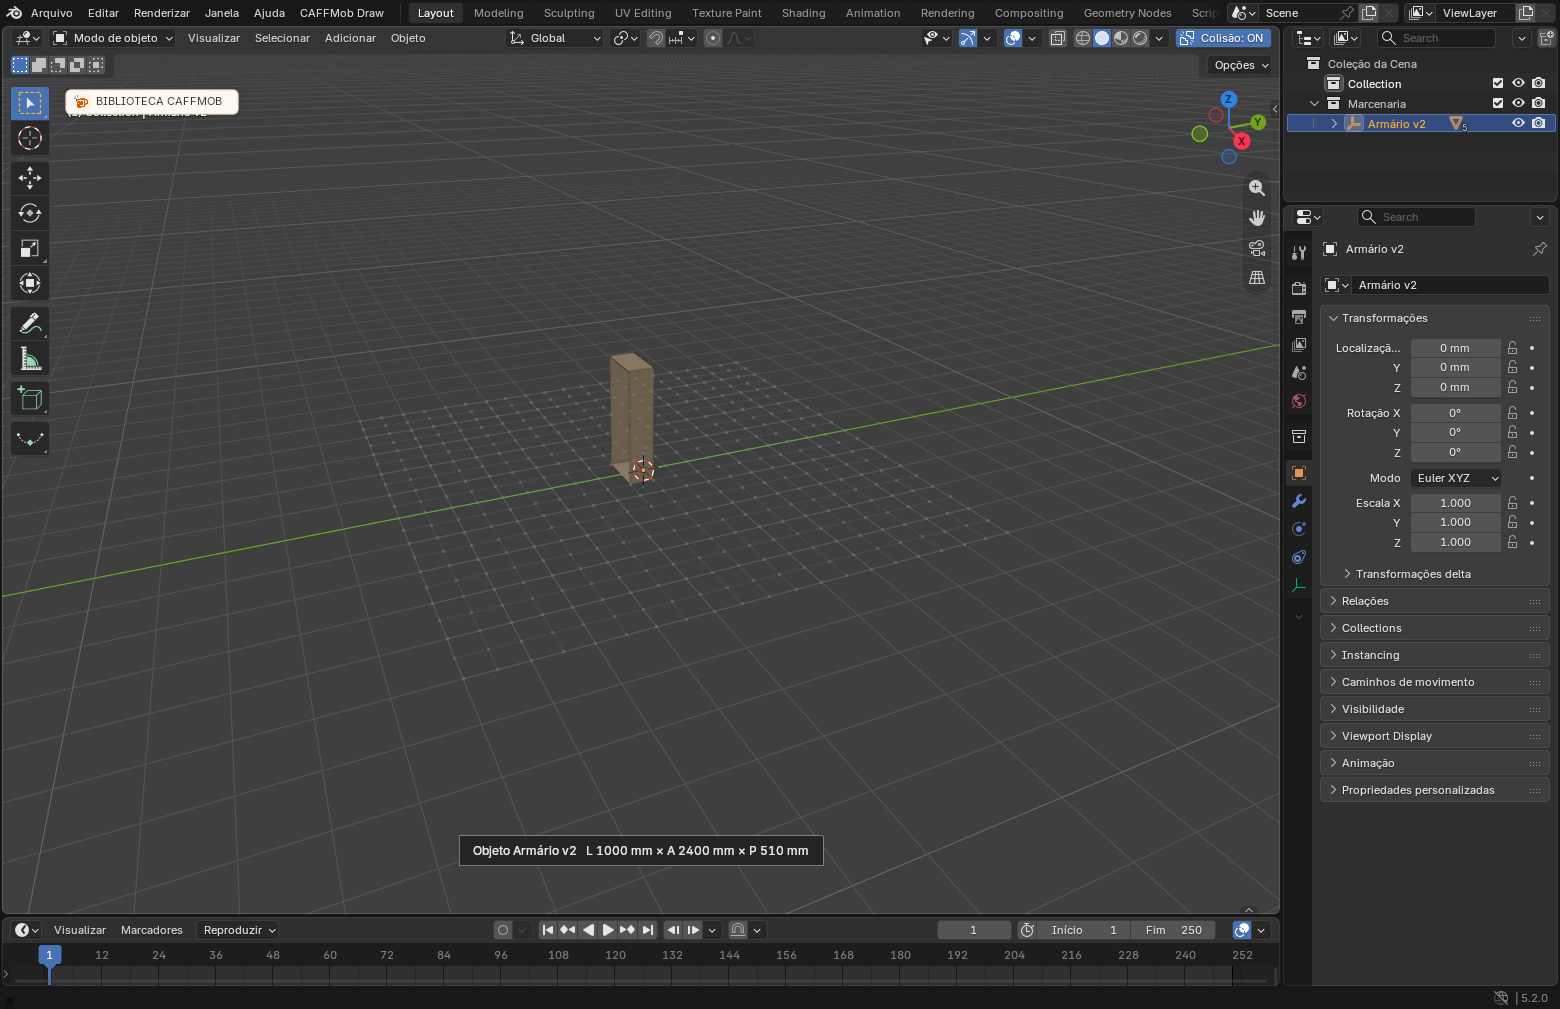 Arquivo Editar Renderizar Janela Ajuda CAFFMob Draw Layout Modeling Sculpting UV Editing Texture Paint Shading Animation Rendering Compositing Geometry Nodes Scrip Scene ViewLayer
Modo de objeto Visualizar Selecionar Adicionar Objeto Global Colisão: ON Search
Opções
BIBLIOTECA CAFFMOB
Z
Y
X
Coleção da Cena
Collection
Marcenaria
Armário v2 5
Search
Armário v2
Armário v2
Transformações
Localizaçã... 0 mm
Y 0 mm
Z 0 mm
Rotação X 0°
Y 0°
Z 0°
Modo Euler XYZ
Escala X 1.000
Y 1.000
Z 1.000
Transformações delta
Relações
Collections
Instancing
Caminhos de movimento
Visibilidade
Viewport Display
Animação
Propriedades personalizadas
Objeto Armário v2 L 1000 mm × A 2400 mm × P 510 mm
Visualizar Marcadores Reproduzir 1 Início 1 Fim 250
1 12 24 36 48 60 72 84 96 108 120 132 144 156 168 180 192 204 216 228 240 252
5.2.0